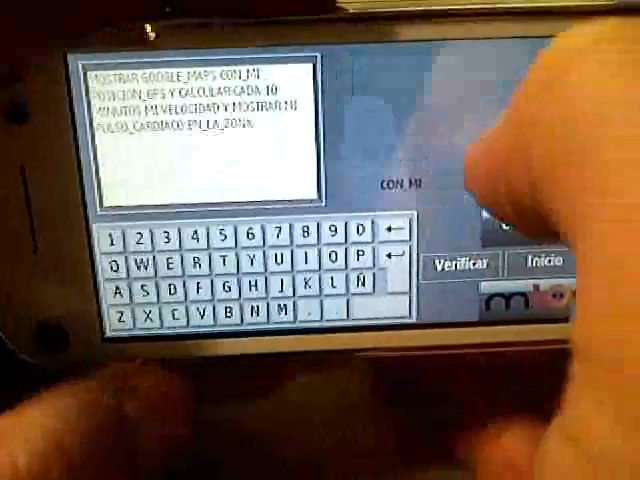 MOSTRAR GOOGLE_MAPS CON_MI
POSICION_GPS Y CALCULAR CADA 10
MINUTOS MI VELOCIDAD Y MOSTRAR MI
PULSO_CARDIACO EN_LA_ZONA
CON_MI
1 2 3 4 5 6 7 8 9 0 ←
Q W E R T Y U I O P ↵
A S D F G H J K L Ñ
Z X C V B N M . .
Verificar Inicio